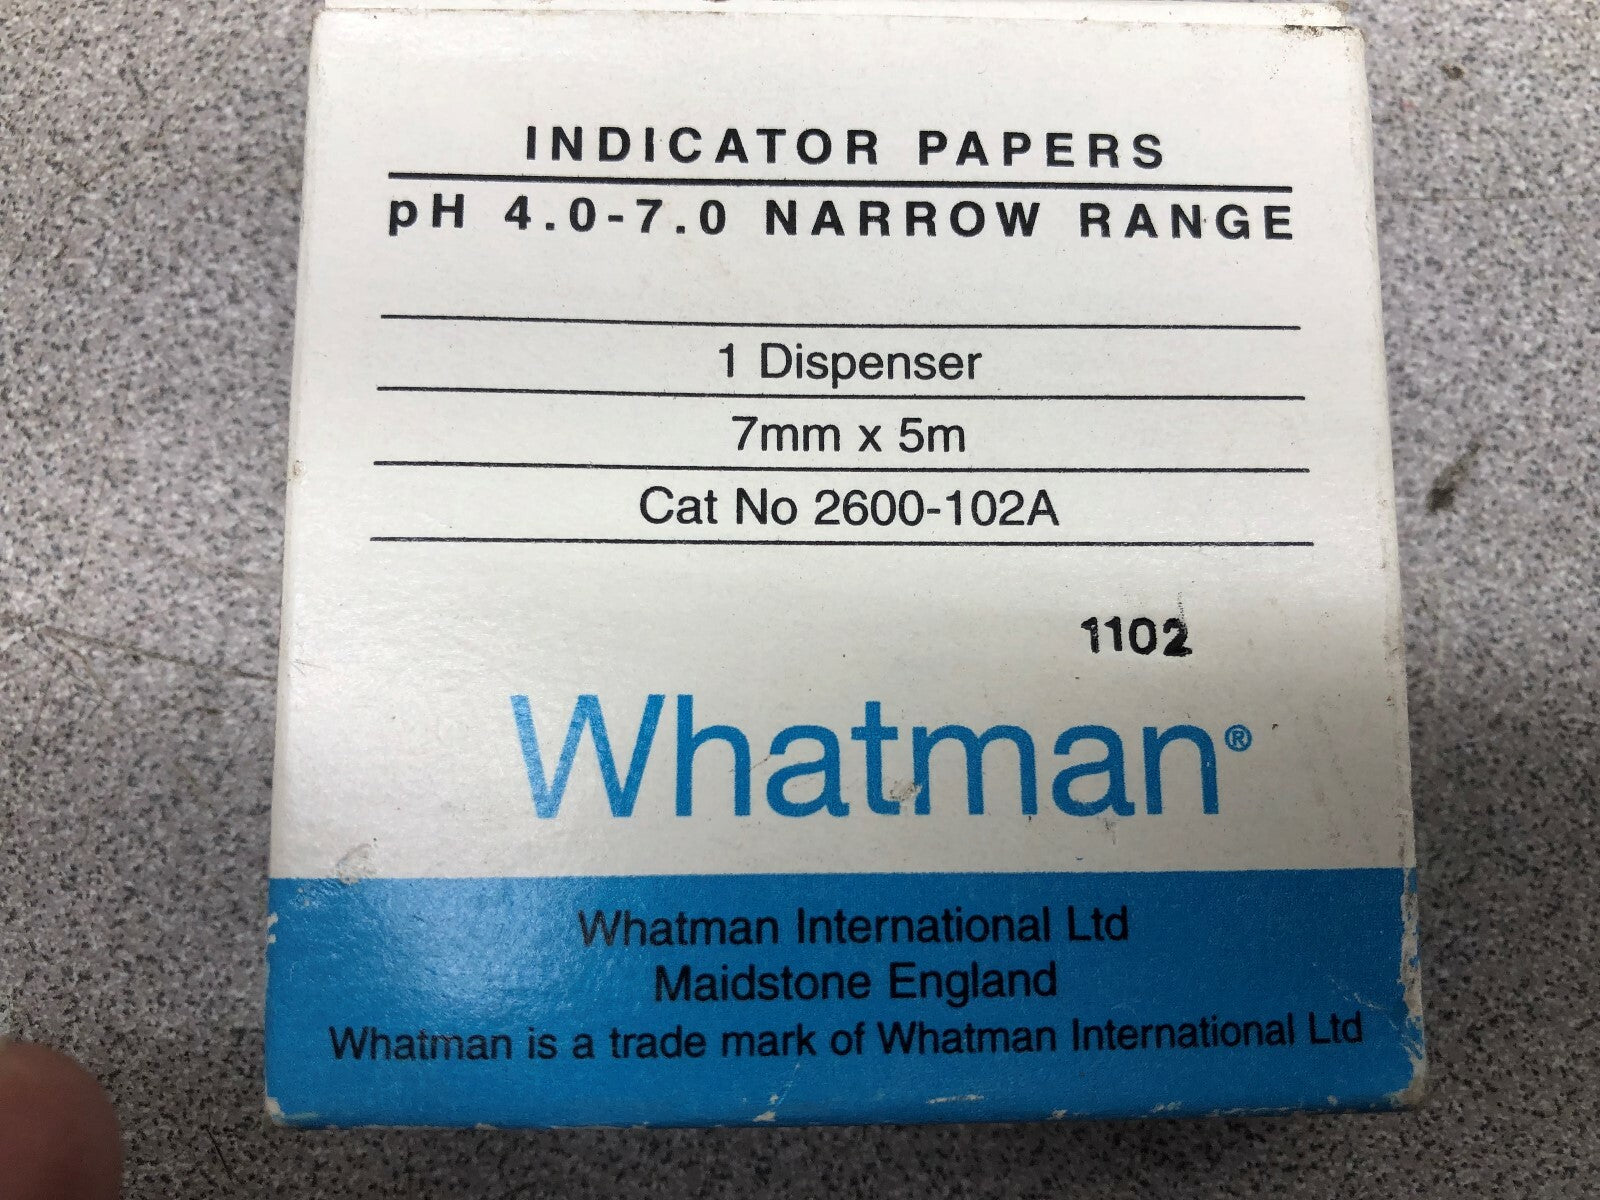 INDICATOR PAPERS
pH 4.0-7.0 NARROW RANGE
1 Dispenser
7mm x 5m
Cat No 2600-102A
1102
Whatman®
Whatman International Ltd
Maidstone England
Whatman is a trade mark of Whatman International Ltd